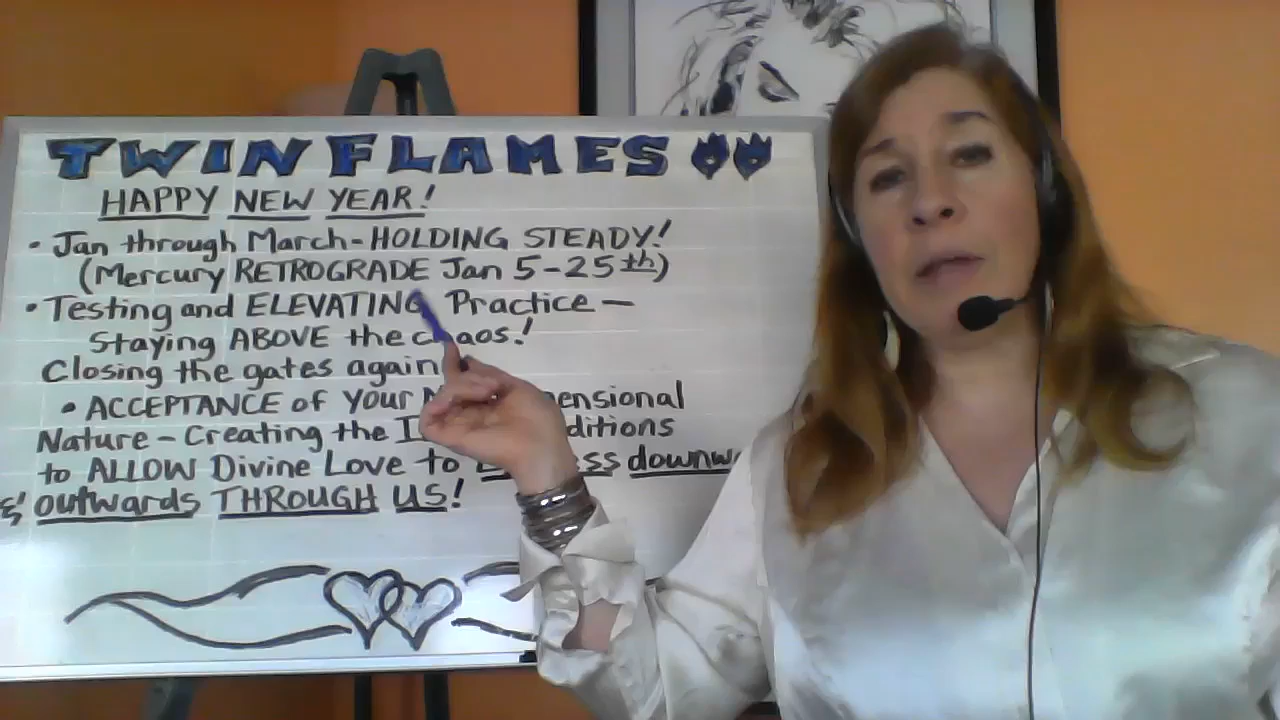 TWIN FLAMES
HAPPY NEW YEAR!
• Jan through March - HOLDING STEADY!
(Mercury RETROGRADE Jan 5-25th)
• Testing and ELEVATING Practice —
Staying ABOVE the chaos!
Closing the gates again
• ACCEPTANCE of Your
Nature - Creating the
to ALLOW Divine Love to
& outwards THROUGH US!